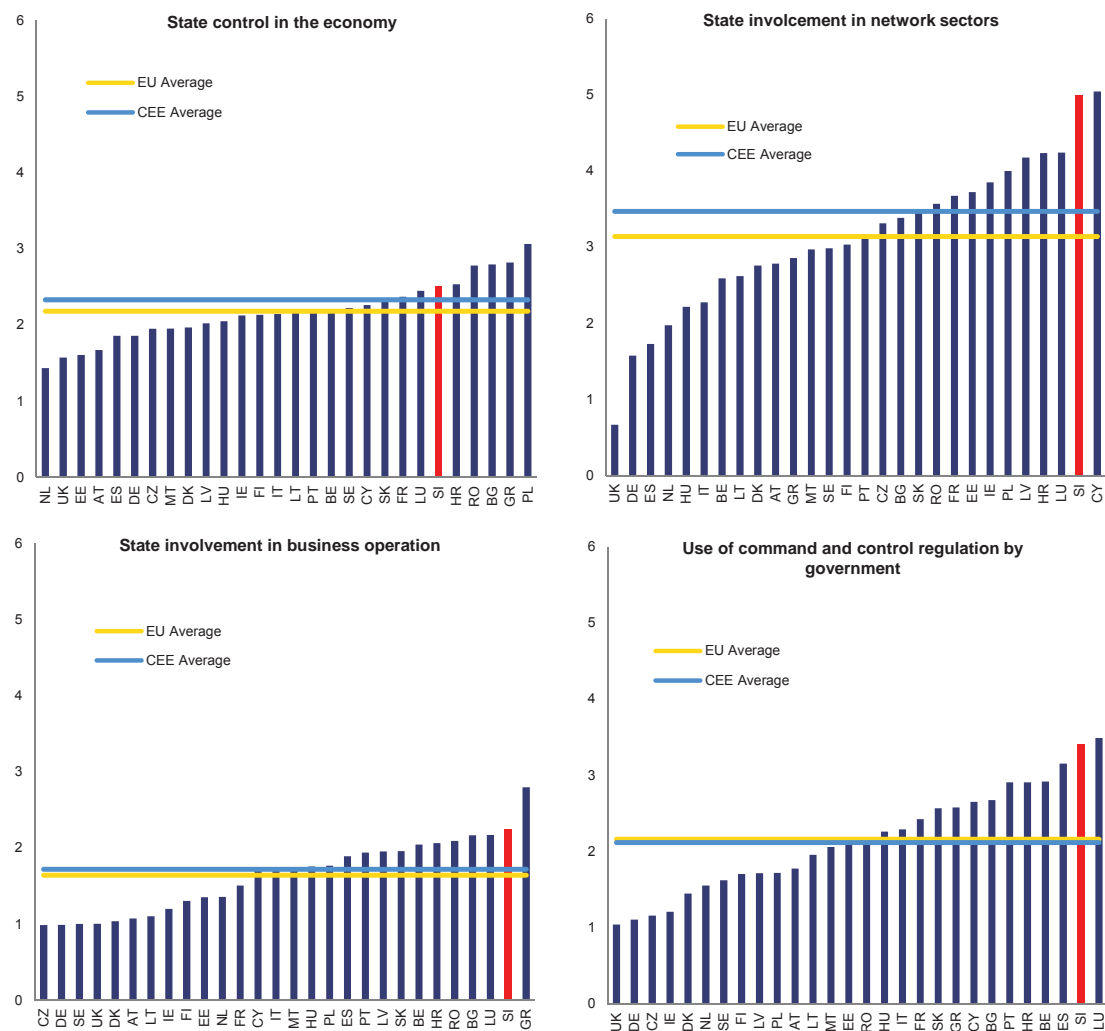 State control in the economy
6
5
4
3
2
1
0
EU Average
CEE Average
NL UK EE AT ES DE CZ MT DK LV HU IE FI IT LT PT BE SE CY SK FR LU SI HR RO BG GR PL
State involcement in network sectors
6
5
4
3
2
1
0
EU Average
CEE Average
UK DE ES NL HU IT BE LT DK AT GR MT SE FI PT CZ BG SK RO FR EE IE PL LV HR LU SI CY
State involvement in business operation
6
5
4
3
2
1
0
EU Average
CEE Average
CZ DE SE UK DK AT LT IE FI EE NL FR CY IT MT HU PL ES PT LV SK BE HR RO BG LU SI GR
Use of command and control regulation by
government
6
5
4
3
2
1
0
EU Average
CEE Average
UK DE CZ IE DK NL SE FI LV PL AT LT MT EE RO HU IT FR SK GR CY BG PT HR BE ES SI LU